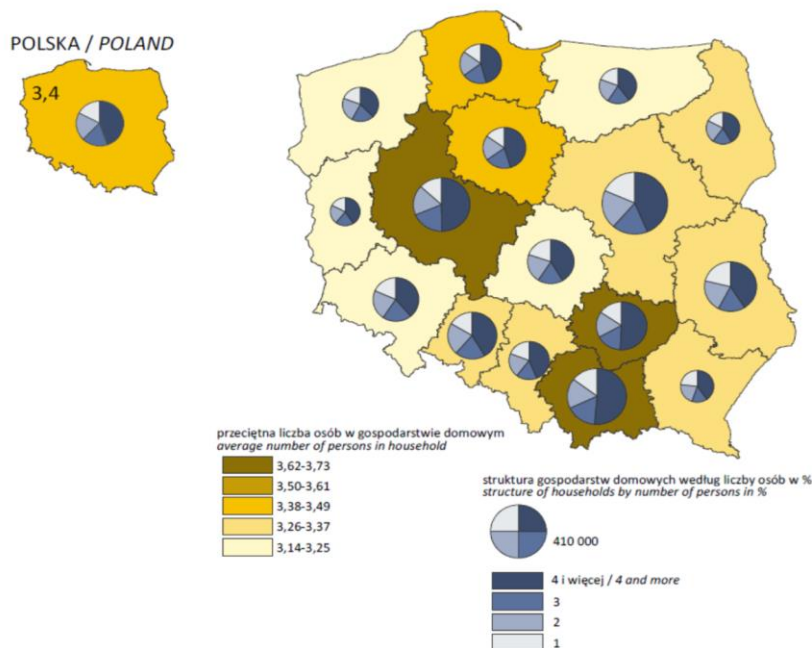 POLSKA / POLAND
3,4
przeciętna liczba osób w gospodarstwie domowym
average number of persons in household
3,62-3,73
3,50-3,61
3,38-3,49
3,26-3,37
3,14-3,25
struktura gospodarstw domowych według liczby osób w %
structure of households by number of persons in %
410 000
4 i więcej / 4 and more
3
2
1